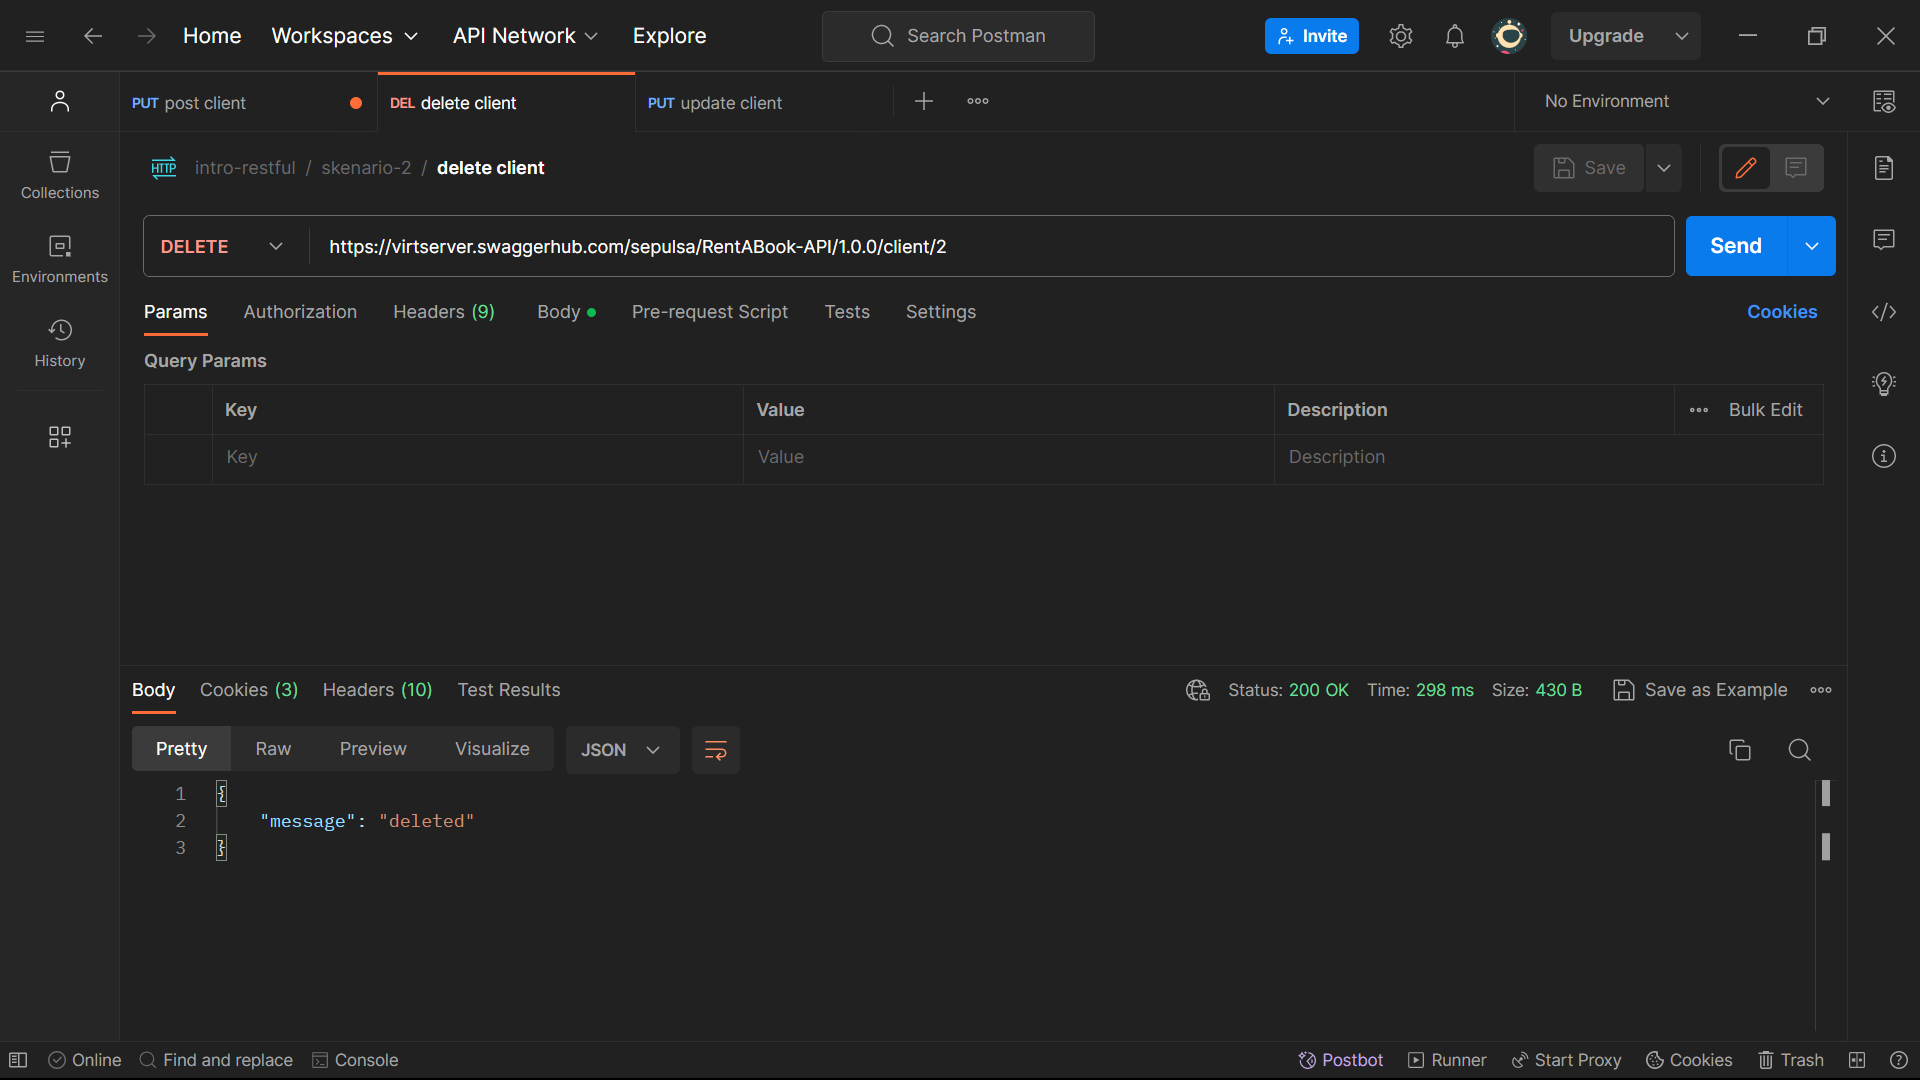 Home Workspaces API Network Explore Search Postman Invite Upgrade
PUT post client DEL delete client PUT update client No Environment
HTTP intro-restful / skenario-2 / delete client Save
Collections
Environments
History
DELETE https://virtserver.swaggerhub.com/sepulsa/RentABook-API/1.0.0/client/2 Send
Params Authorization Headers (9) Body Pre-request Script Tests Settings Cookies
Query Params
Key Value Description Bulk Edit
Key Value Description
Body Cookies (3) Headers (10) Test Results Status: 200 OK Time: 298 ms Size: 430 B Save as Example
Pretty Raw Preview Visualize JSON
1 {
2 "message": "deleted"
3 }
Online Find and replace Console Postbot Runner Start Proxy Cookies Trash